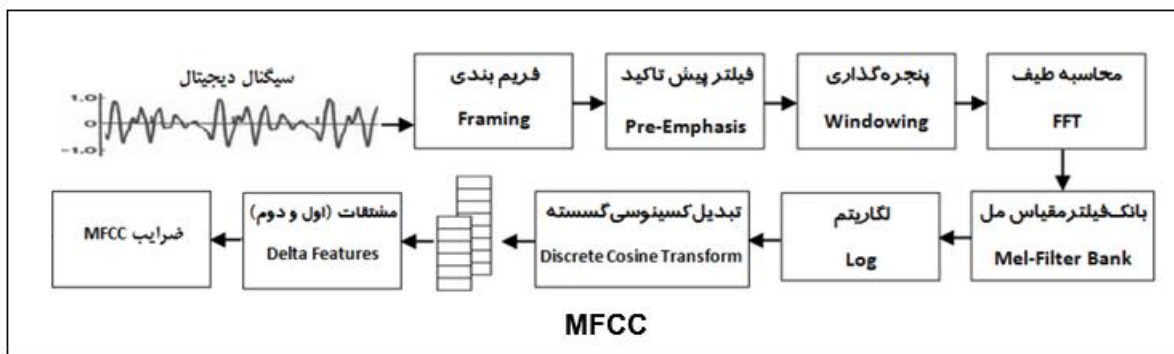 سیگنال دیجیتال
1.0
0
-1.0
فریم بندی
Framing
فیلتر پیش تاکید
Pre-Emphasis
پنجره‌گذاری
Windowing
محاسبه طیف
FFT
بانک‌فیلتر مقیاس مل
Mel-Filter Bank
لگاریتم
Log
تبدیل کسینوسی گسسته
Discrete Cosine Transform
مشتقات (اول و دوم)
Delta Features
ضرایب MFCC
MFCC